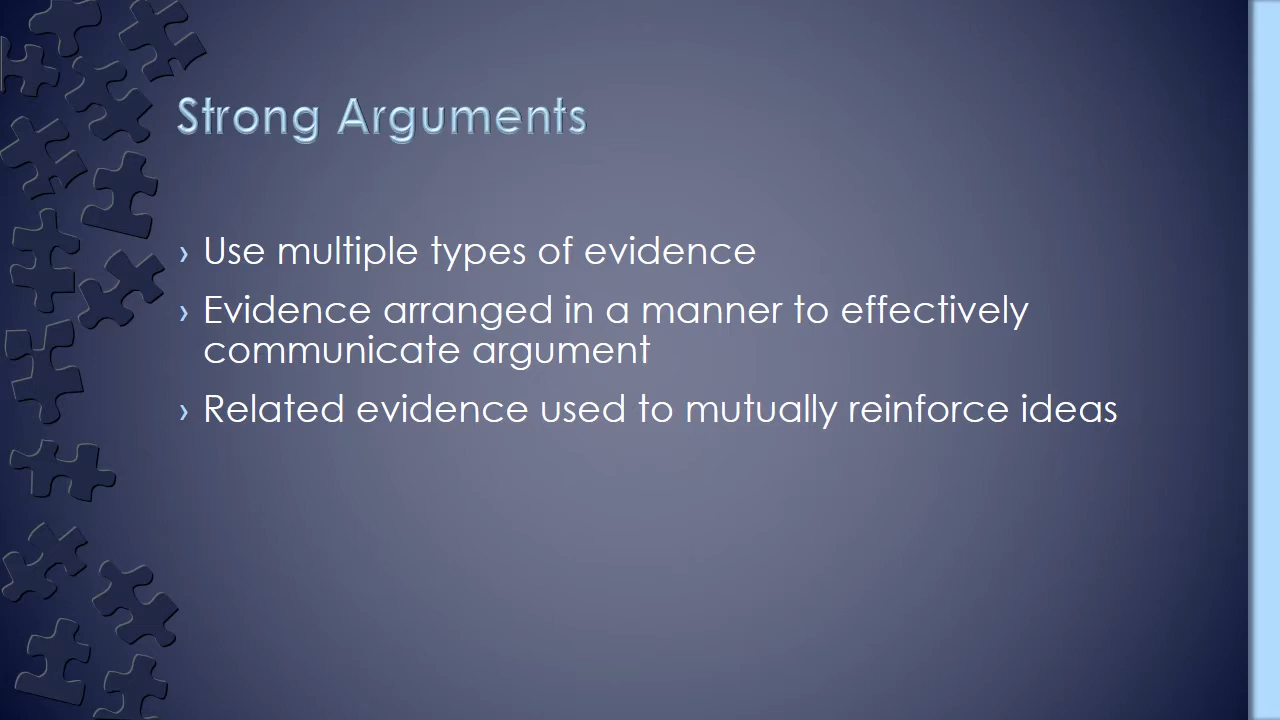 Strong Arguments
› Use multiple types of evidence
› Evidence arranged in a manner to effectively
communicate argument
› Related evidence used to mutually reinforce ideas